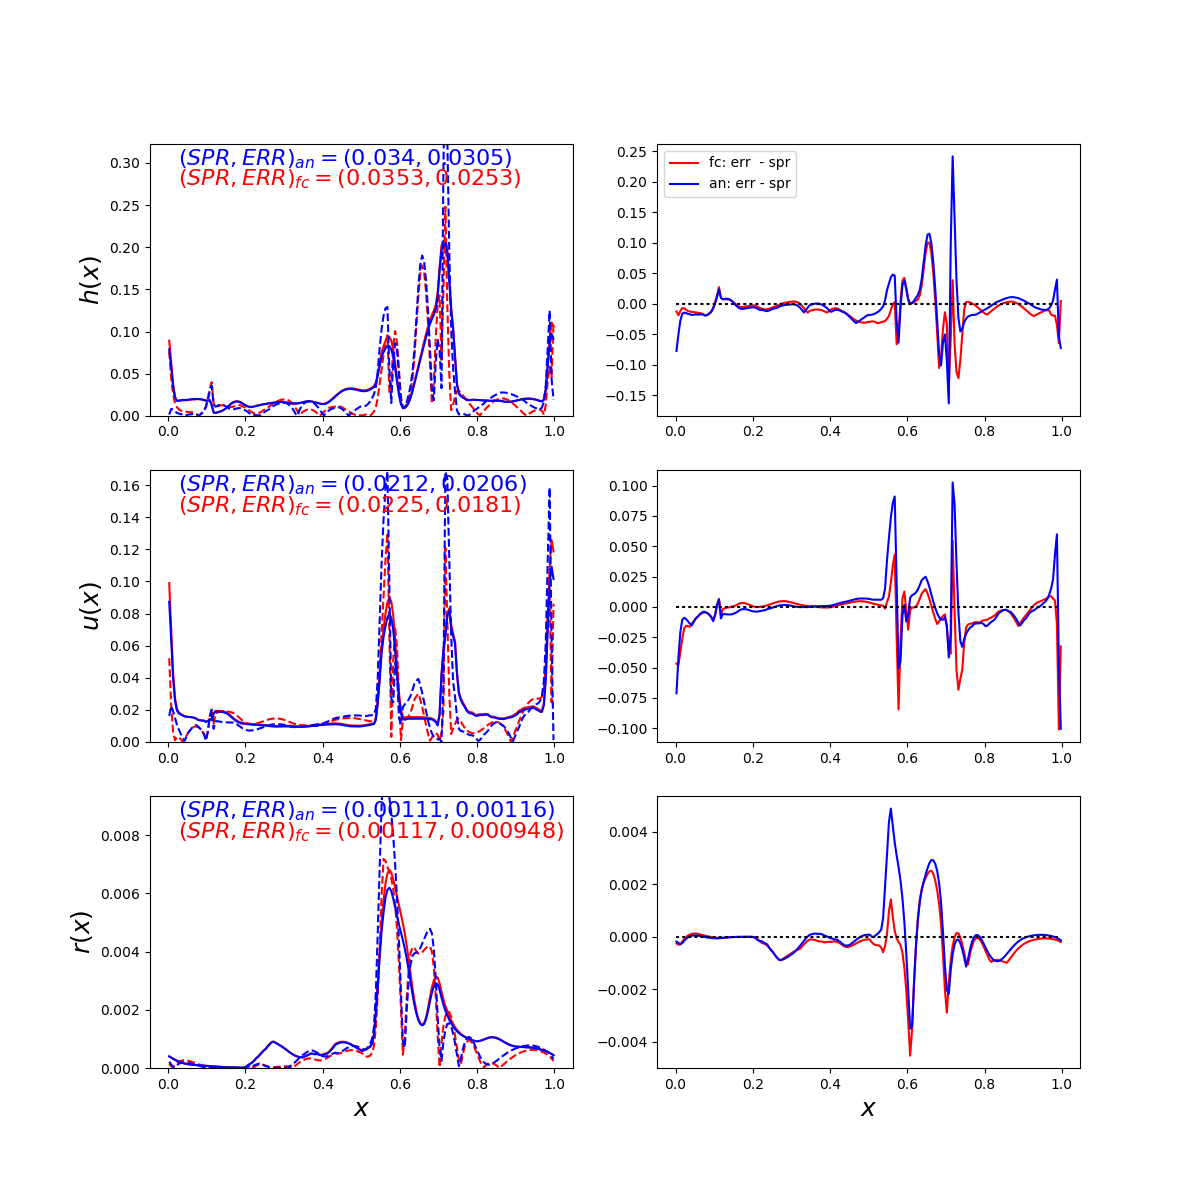 (SPR, ERR)an = (0.034, 0.0305)
(SPR, ERR)fc = (0.0353, 0.0253)
h(x)
0.30
0.25
0.20
0.15
0.10
0.05
0.00
0.0 0.2 0.4 0.6 0.8 1.0
fc: err - spr
an: err - spr
0.25
0.20
0.15
0.10
0.05
0.00
−0.05
−0.10
−0.15
0.0 0.2 0.4 0.6 0.8 1.0
(SPR, ERR)an = (0.0212, 0.0206)
(SPR, ERR)fc = (0.0225, 0.0181)
u(x)
0.16
0.14
0.12
0.10
0.08
0.06
0.04
0.02
0.00
0.0 0.2 0.4 0.6 0.8 1.0
0.100
0.075
0.050
0.025
0.000
−0.025
−0.050
−0.075
−0.100
0.0 0.2 0.4 0.6 0.8 1.0
(SPR, ERR)an = (0.00111, 0.00116)
(SPR, ERR)fc = (0.00117, 0.000948)
r(x)
0.008
0.006
0.004
0.002
0.000
0.0 0.2 0.4 0.6 0.8 1.0
x
0.004
0.002
0.000
−0.002
−0.004
0.0 0.2 0.4 0.6 0.8 1.0
x